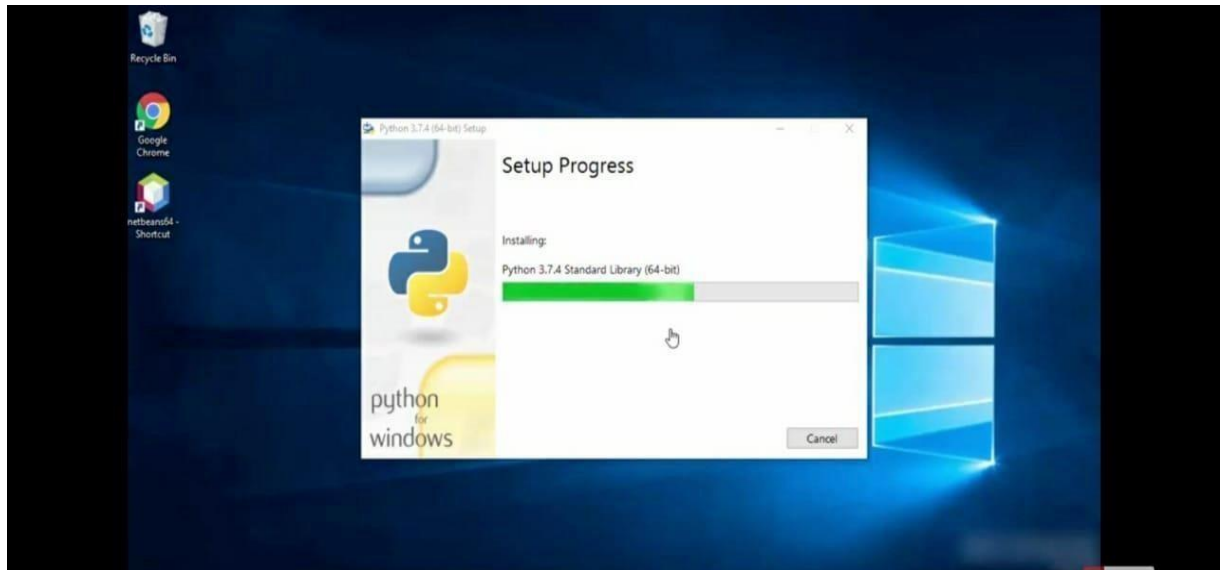 Recycle Bin
Google
Chrome
netbeans64 -
Shortcut
Python 3.7.4 (64-bit) Setup
Setup Progress
Installing:
Python 3.7.4 Standard Library (64-bit)
python
for
windows
Cancel